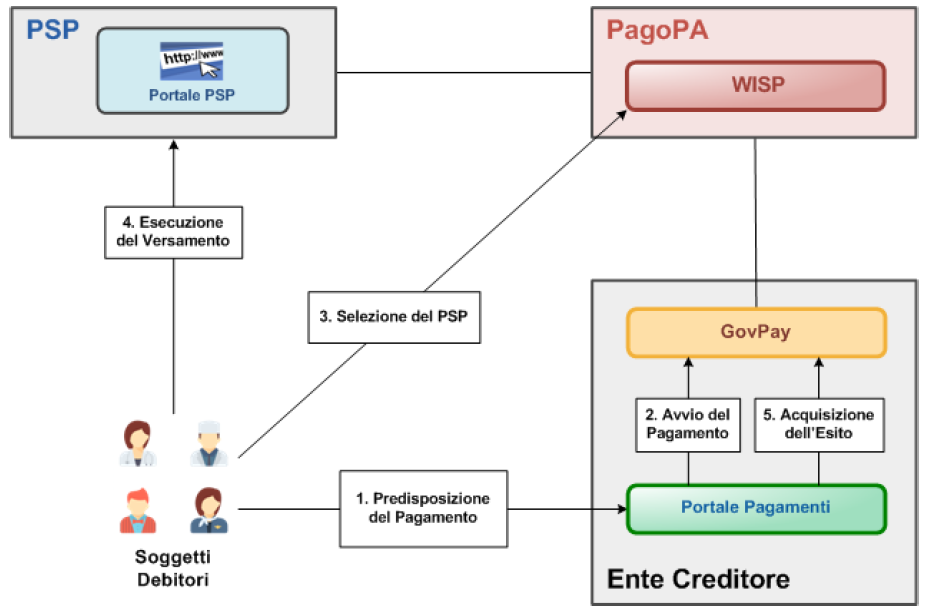 PSP
http://www
Portale PSP
PagoPA
WISP
4. Esecuzione
del Versamento
3. Selezione del PSP
GovPay
2. Avvio del
Pagamento
5. Acquisizione
dell'Esito
1. Predisposizione
del Pagamento
Portale Pagamenti
Soggetti
Debitori
Ente Creditore